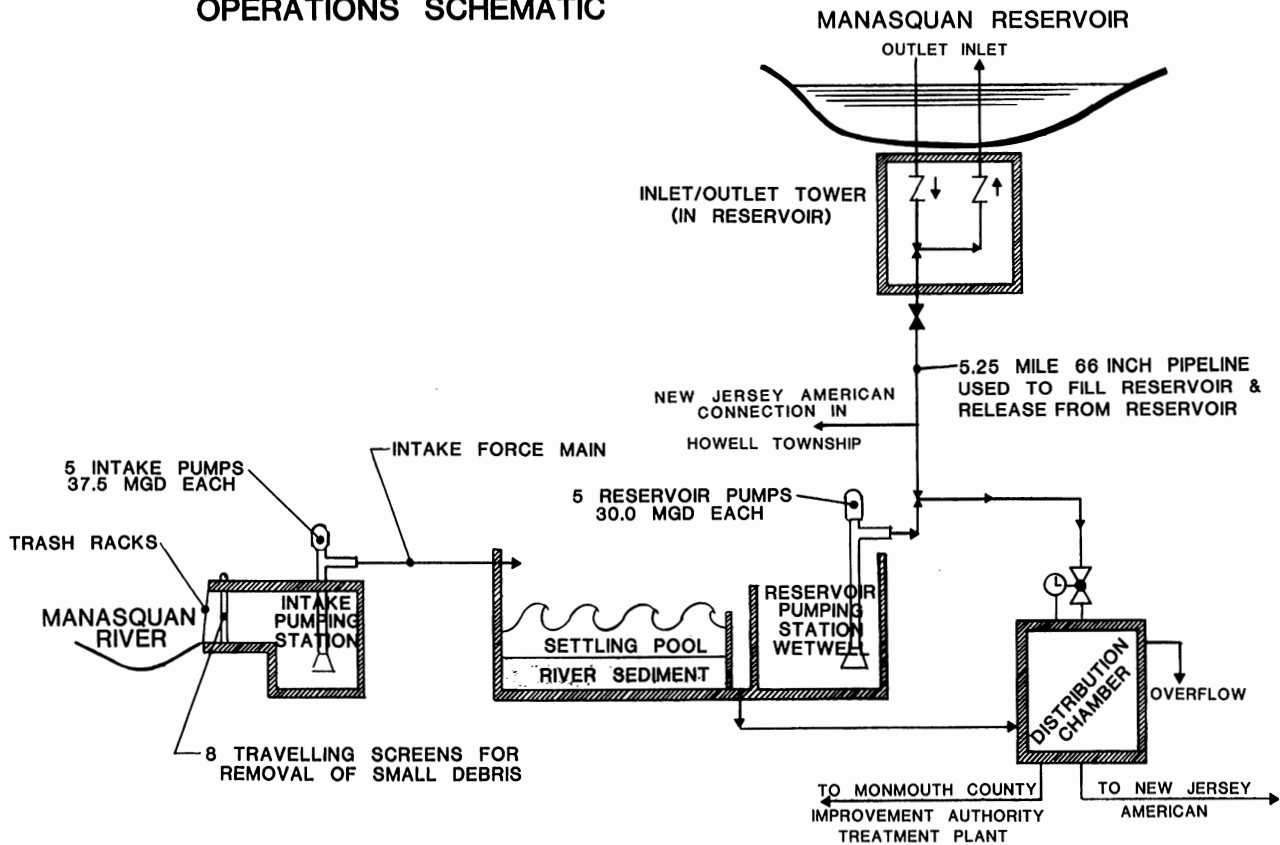 OPERATIONS SCHEMATIC
MANASQUAN RESERVOIR
OUTLET INLET
INLET/OUTLET TOWER
(IN RESERVOIR)
5.25 MILE 66 INCH PIPELINE
USED TO FILL RESERVOIR &
RELEASE FROM RESERVOIR
NEW JERSEY AMERICAN
CONNECTION IN
HOWELL TOWNSHIP
INTAKE FORCE MAIN
5 INTAKE PUMPS
37.5 MGD EACH
5 RESERVOIR PUMPS
30.0 MGD EACH
TRASH RACKS
MANASQUAN
RIVER
INTAKE
PUMPING
STATION
RESERVOIR
PUMPING
STATION
WETWELL
SETTLING POOL
RIVER SEDIMENT
8 TRAVELLING SCREENS FOR
REMOVAL OF SMALL DEBRIS
DISTRIBUTION
CHAMBER
OVERFLOW
TO MONMOUTH COUNTY
IMPROVEMENT AUTHORITY
TREATMENT PLANT
TO NEW JERSEY
AMERICAN